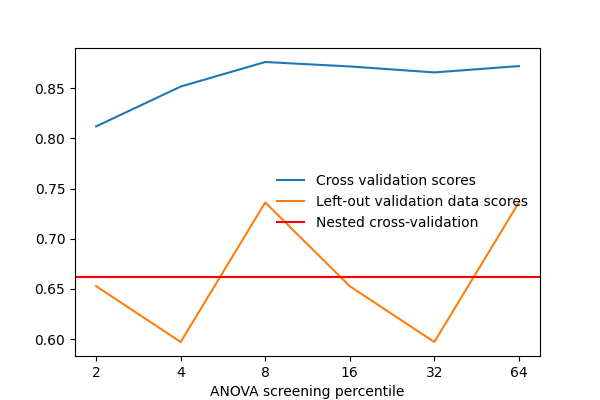 0.85
0.80
0.75
0.70
0.65
0.60
Cross validation scores
Left-out validation data scores
Nested cross-validation
2 4 8 16 32 64
ANOVA screening percentile